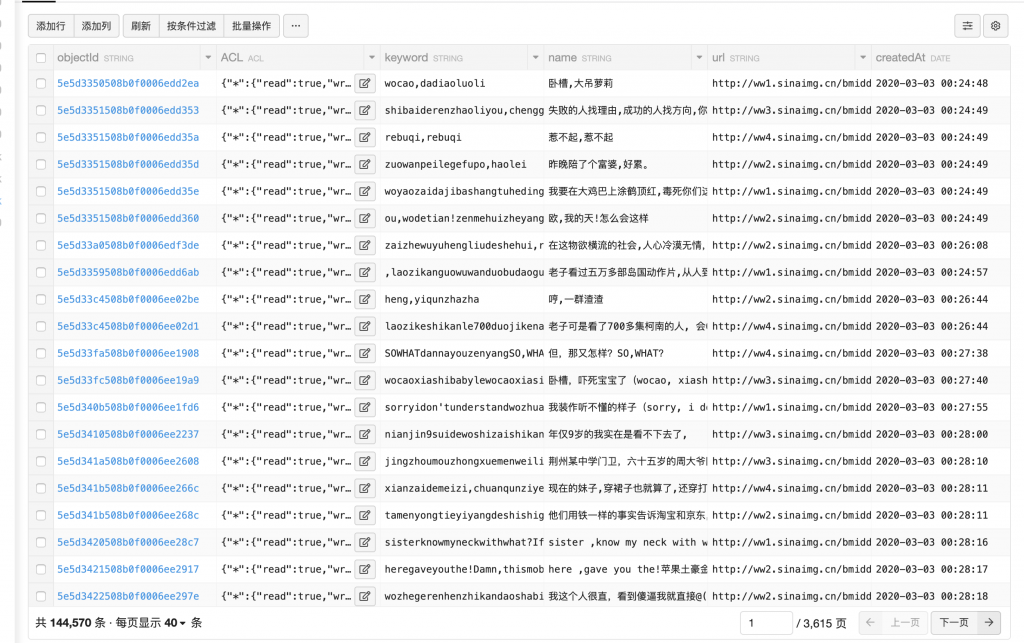 添加行 添加列 刷新 按条件过滤 批量操作 ···
objectId STRING ACL ACL keyword STRING name STRING url STRING createdAt DATE
5e5d3350508b0f0006edd2ea {"*":{"read":true,"wr… wocao,dadiaoluoli 卧槽,大吊萝莉 http://ww1.sinaimg.cn/bmidd 2020-03-03 00:24:48
5e5d3351508b0f0006edd353 {"*":{"read":true,"wr… shibaiderenzhaoliyou,chengg 失败的人找理由,成功的人找方向,你 http://ww3.sinaimg.cn/bmidd 2020-03-03 00:24:49
5e5d3351508b0f0006edd35a {"*":{"read":true,"wr… rebuqi,rebuqi 惹不起,惹不起 http://ww4.sinaimg.cn/bmidd 2020-03-03 00:24:49
5e5d3351508b0f0006edd35d {"*":{"read":true,"wr… zuowanpeilegefupo,haolei 昨晚陪了个富婆,好累。 http://ww4.sinaimg.cn/bmidd 2020-03-03 00:24:49
5e5d3351508b0f0006edd35e {"*":{"read":true,"wr… woyaozaidajibashangtuheding 我要在大鸡巴上涂鹤顶红,毒死你们 http://ww1.sinaimg.cn/bmidd 2020-03-03 00:24:49
5e5d3351508b0f0006edd360 {"*":{"read":true,"wr… ou,wodetian!zenmehuizheyang 欧,我的天!怎么会这样 http://ww2.sinaimg.cn/bmidd 2020-03-03 00:24:49
5e5d33a0508b0f0006edf3de {"*":{"read":true,"wr… zaizhewuyuhengliudeshehui,r 在这物欲横流的社会,人心冷漠无情, http://ww2.sinaimg.cn/bmidd 2020-03-03 00:26:08
5e5d3359508b0f0006edd6ab {"*":{"read":true,"wr… ,laozikanguowuwanduobudaogu 老子看过五万多部岛国动作片,从人 http://ww1.sinaimg.cn/bmidd 2020-03-03 00:24:57
5e5d33c4508b0f0006ee02be {"*":{"read":true,"wr… heng,yiqunzhazha 哼,一群渣渣 http://ww2.sinaimg.cn/bmidd 2020-03-03 00:26:44
5e5d33c4508b0f0006ee02d1 {"*":{"read":true,"wr… laozikeshikanle700duojikena 老子可是看了700多集柯南的人, 会 http://ww4.sinaimg.cn/bmidd 2020-03-03 00:26:44
5e5d33fa508b0f0006ee1908 {"*":{"read":true,"wr… SOWHATdannayouzenyangSO,WHA 但，那又怎样? SO,WHAT? http://ww4.sinaimg.cn/bmidd 2020-03-03 00:27:38
5e5d33fc508b0f0006ee19a9 {"*":{"read":true,"wr… wocaoxiashibabylewocaoxiasi 卧槽，吓死宝宝了（wocao, xiash http://ww3.sinaimg.cn/bmidd 2020-03-03 00:27:40
5e5d340b508b0f0006ee1fd6 {"*":{"read":true,"wr… sorryidon'tunderstandwozhua 我装作听不懂的样子（sorry, i d http://ww1.sinaimg.cn/bmidd 2020-03-03 00:27:55
5e5d3410508b0f0006ee2237 {"*":{"read":true,"wr… nianjin9suidewoshizaishikan 年仅9岁的我实在是看不下去了, http://ww3.sinaimg.cn/bmidd 2020-03-03 00:28:00
5e5d341a508b0f0006ee2608 {"*":{"read":true,"wr… jingzhoumouzhongxuemenweili 荆州某中学门卫，六十五岁的周大爷 http://ww3.sinaimg.cn/bmidd 2020-03-03 00:28:10
5e5d341b508b0f0006ee266c {"*":{"read":true,"wr… xianzaidemeizi,chuanqunziye 现在的妹子,穿裙子也就算了,还穿打 http://ww4.sinaimg.cn/bmidd 2020-03-03 00:28:11
5e5d341b508b0f0006ee268c {"*":{"read":true,"wr… tamenyongtieyiyangdeshishig 他们用铁一样的事实告诉淘宝和京东, http://ww2.sinaimg.cn/bmidd 2020-03-03 00:28:11
5e5d3420508b0f0006ee28c7 {"*":{"read":true,"wr… sisterknowmyneckwithwhat?If sister ,know my neck with w http://ww1.sinaimg.cn/bmidd 2020-03-03 00:28:16
5e5d3421508b0f0006ee2917 {"*":{"read":true,"wr… heregaveyouthe!Damn,thismob here ,gave you the!苹果土豪金 http://ww2.sinaimg.cn/bmidd 2020-03-03 00:28:17
5e5d3422508b0f0006ee297e {"*":{"read":true,"wr… wozhegerenhenzhikandaoshabi 我这个人很直，看到傻逼我就直接@( http://ww2.sinaimg.cn/bmidd 2020-03-03 00:28:18
共 144,570 条 · 每页显示 40 条 1 / 3,615 页 上一页 下一页